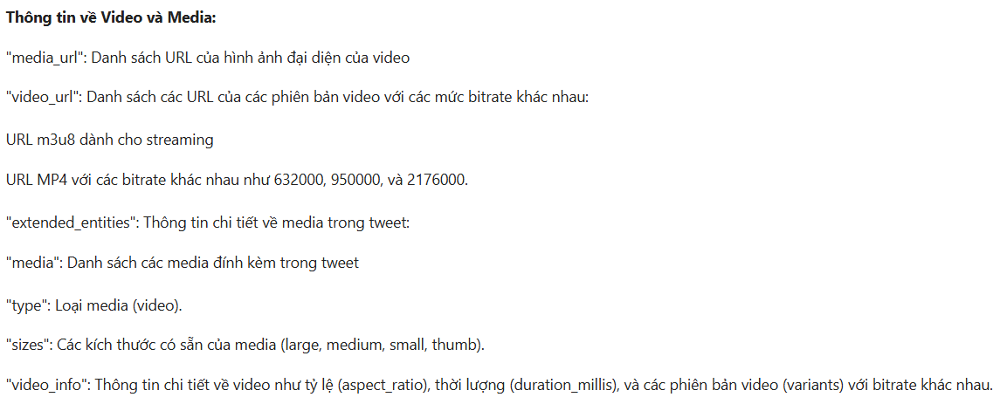 Thông tin về Video và Media:
"media_url": Danh sách URL của hình ảnh đại diện của video
"video_url": Danh sách các URL của các phiên bản video với các mức bitrate khác nhau:
URL m3u8 dành cho streaming
URL MP4 với các bitrate khác nhau như 632000, 950000, và 2176000.
"extended_entities": Thông tin chi tiết về media trong tweet:
"media": Danh sách các media đính kèm trong tweet
"type": Loại media (video).
"sizes": Các kích thước có sẵn của media (large, medium, small, thumb).
"video_info": Thông tin chi tiết về video như tỷ lệ (aspect_ratio), thời lượng (duration_millis), và các phiên bản video (variants) với bitrate khác nhau.